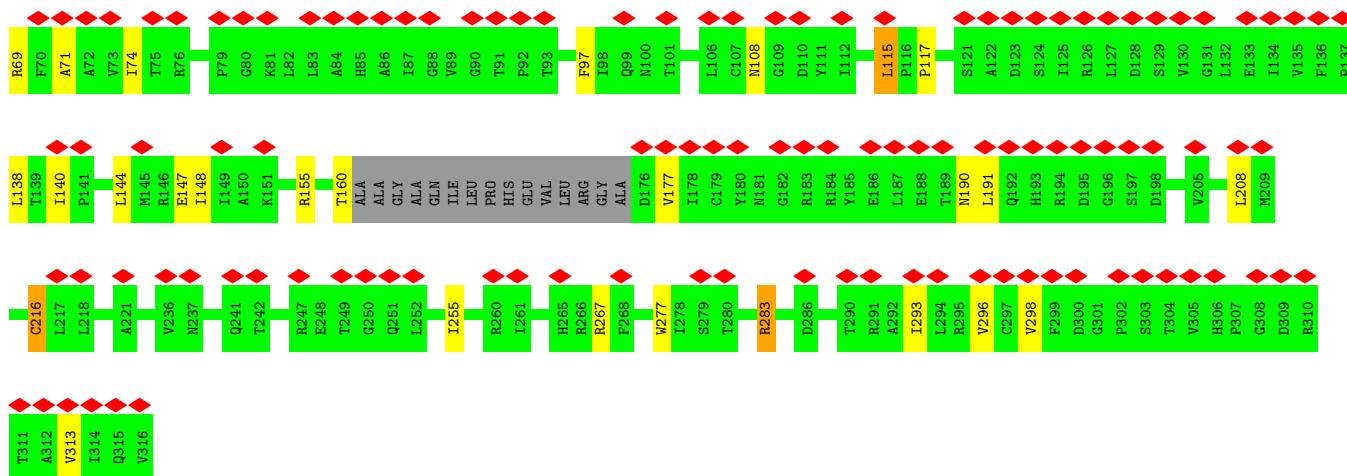 R69 F70 A71 A72 V73 I74 T75 R76 P79 G80 K81 L82 L83 A84 H85 A86 I87 G88 V89 G90 T91 P92 T93 F97 I98 Q99 N100 T101 L106 C107 N108 G109 D110 Y111 I112 L115 P116 P117 S121 A122 D123 S124 I125 R126 L127 D128 S129 V130 G131 L132 E133 I134 V135 F136
L138 T139 I140 P141 L144 M145 R146 E147 I148 I149 A150 K151 R155 T160 ALA ALA GLY ALA GLN ILE LEU PRO HIS GLU VAL LEU ARG GLY ALA D176 V177 I178 C179 Y180 N181 G182 R183 R184 Y185 E186 L187 E188 T189 N190 L191 Q192 H193 R194 D195 G196 S197 D198 V205 L208 M209
C216 L217 L218 A221 V236 N237 Q241 T242 R247 E248 T249 G250 Q251 L252 I255 R260 I261 H265 R266 R267 F268 W277 I278 S279 T280 R283 D286 T290 R291 A292 I293 L294 R295 V296 C297 V298 F299 D300 G301 P302 S303 T304 V305 H306 P307 G308 D309 R310
T311 A312 V313 I314 Q315 V316